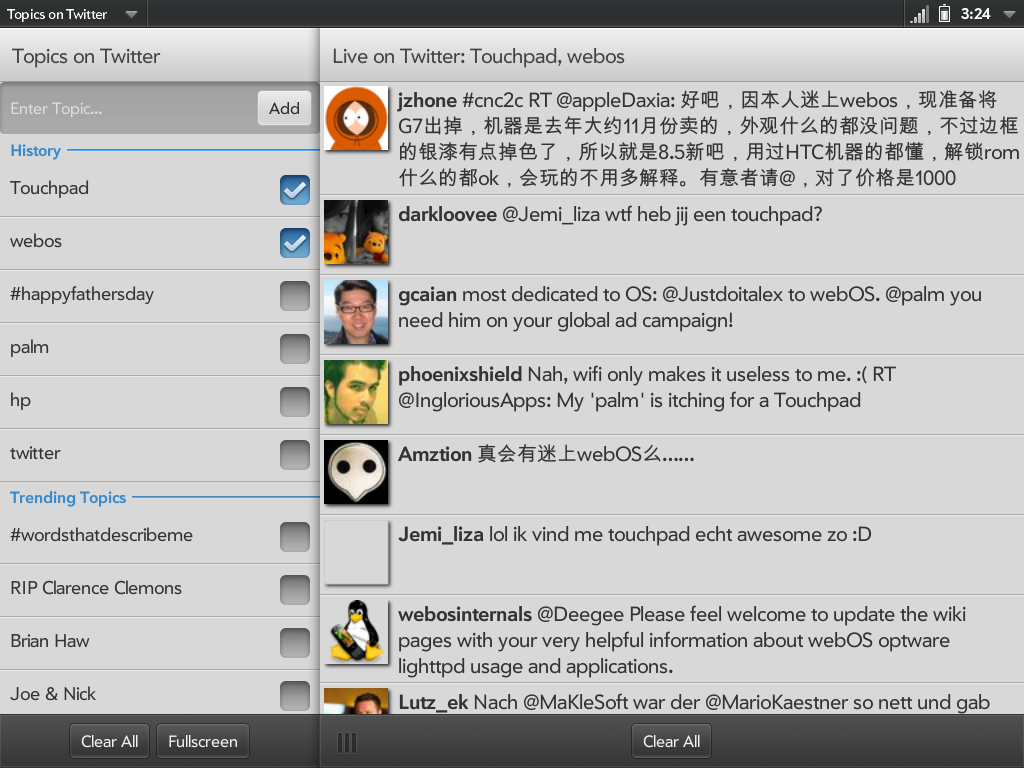 Topics on Twitter
3:24
Topics on Twitter
Enter Topic...
Add
History
Touchpad
webos
#happyfathersday
palm
hp
twitter
Trending Topics
#wordsthatdescribeme
RIP Clarence Clemons
Brian Haw
Joe & Nick
Clear All
Fullscreen
Live on Twitter: Touchpad, webos
jzhone #cnc2c RT @appleDaxia: 好吧，因本人迷上webos，现准备将
G7出掉，机器是去年大约11月份卖的，外观什么的都没问题，不过边框
的银漆有点掉色了，所以就是8.5新吧，用过HTC机器的都懂，解锁rom
什么的都ok，会玩的不用多解释。有意者请@，对了价格是1000
darkloovee @Jemi_liza wtf heb jij een touchpad?
gcaian most dedicated to OS: @Justdoitalex to webOS. @palm you
need him on your global ad campaign!
phoenixshield Nah, wifi only makes it useless to me. :( RT
@IngloriousApps: My 'palm' is itching for a Touchpad
Amztion 真会有迷上webOS么……
Jemi_liza lol ik vind me touchpad echt awesome zo :D
webosinternals @Deegee Please feel welcome to update the wiki
pages with your very helpful information about webOS optware
lighttpd usage and applications.
Lutz_ek Nach @MaKleSoft war der @MarioKaestner so nett und gab
Clear All